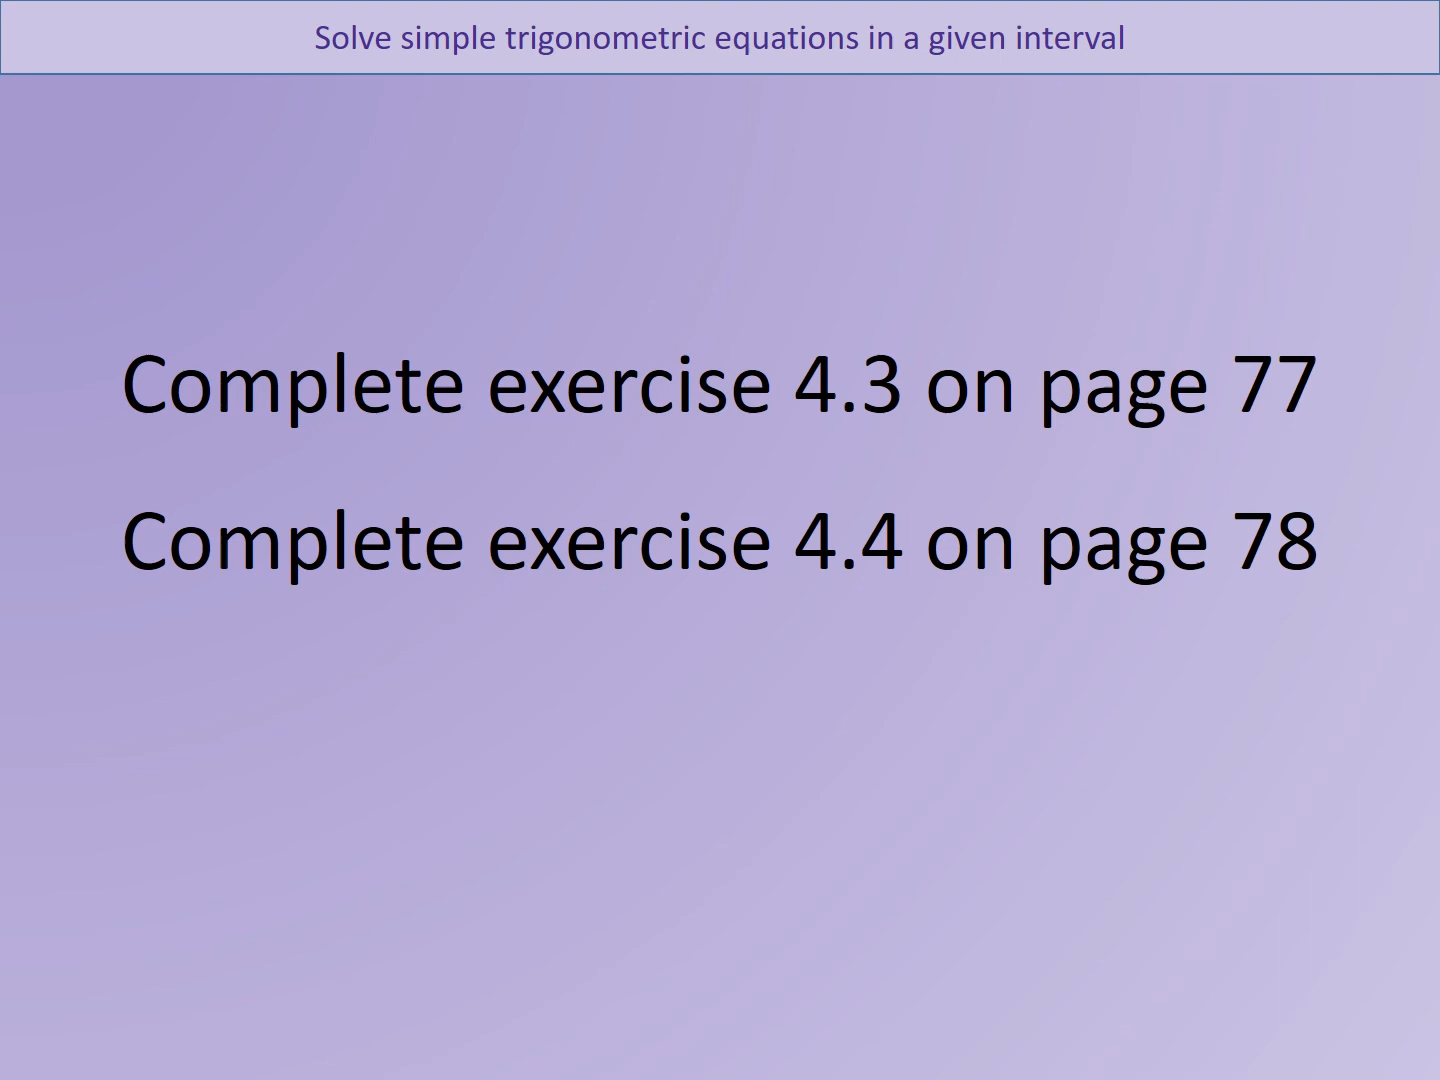 Solve simple trigonometric equations in a given interval
Complete exercise 4.3 on page 77
Complete exercise 4.4 on page 78